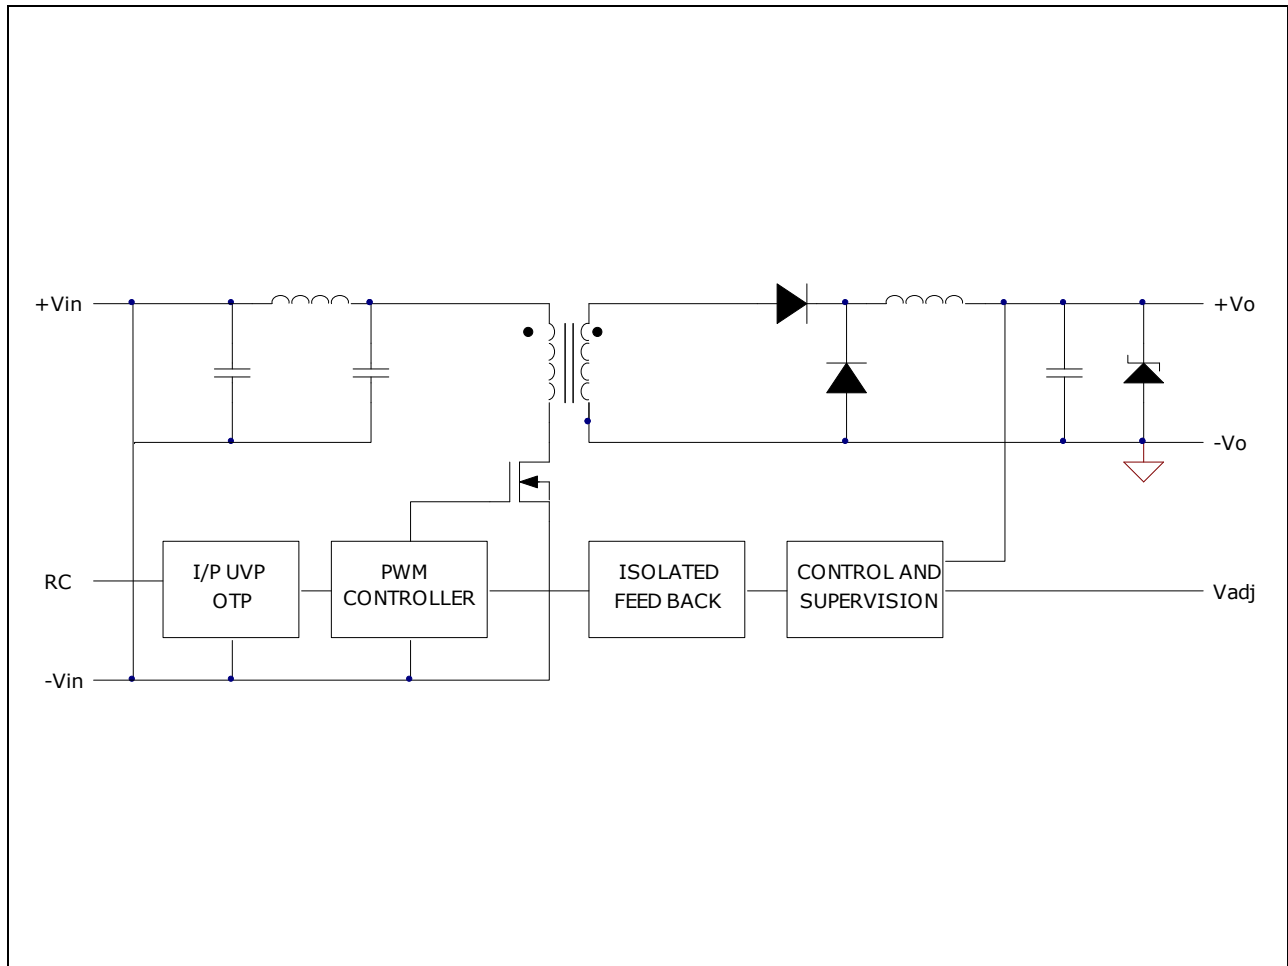 +Vin
+Vo
-Vo
RC
I/P UVP
OTP
PWM
CONTROLLER
ISOLATED
FEED BACK
CONTROL AND
SUPERVISION
Vadj
-Vin